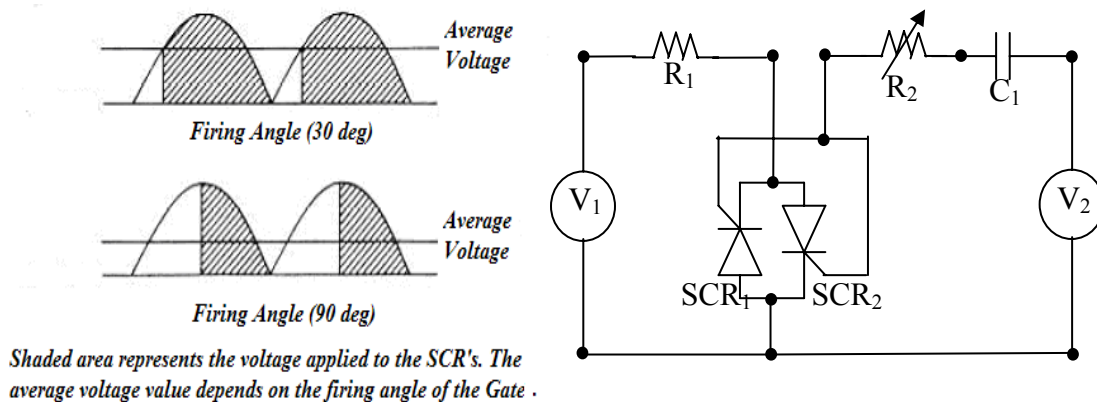 Average
Voltage
Firing Angle (30 deg)
Average
Voltage
Firing Angle (90 deg)
Shaded area represents the voltage applied to the SCR's. The
average voltage value depends on the firing angle of the Gate .
R1
R2
C1
V1
V2
SCR1
SCR2